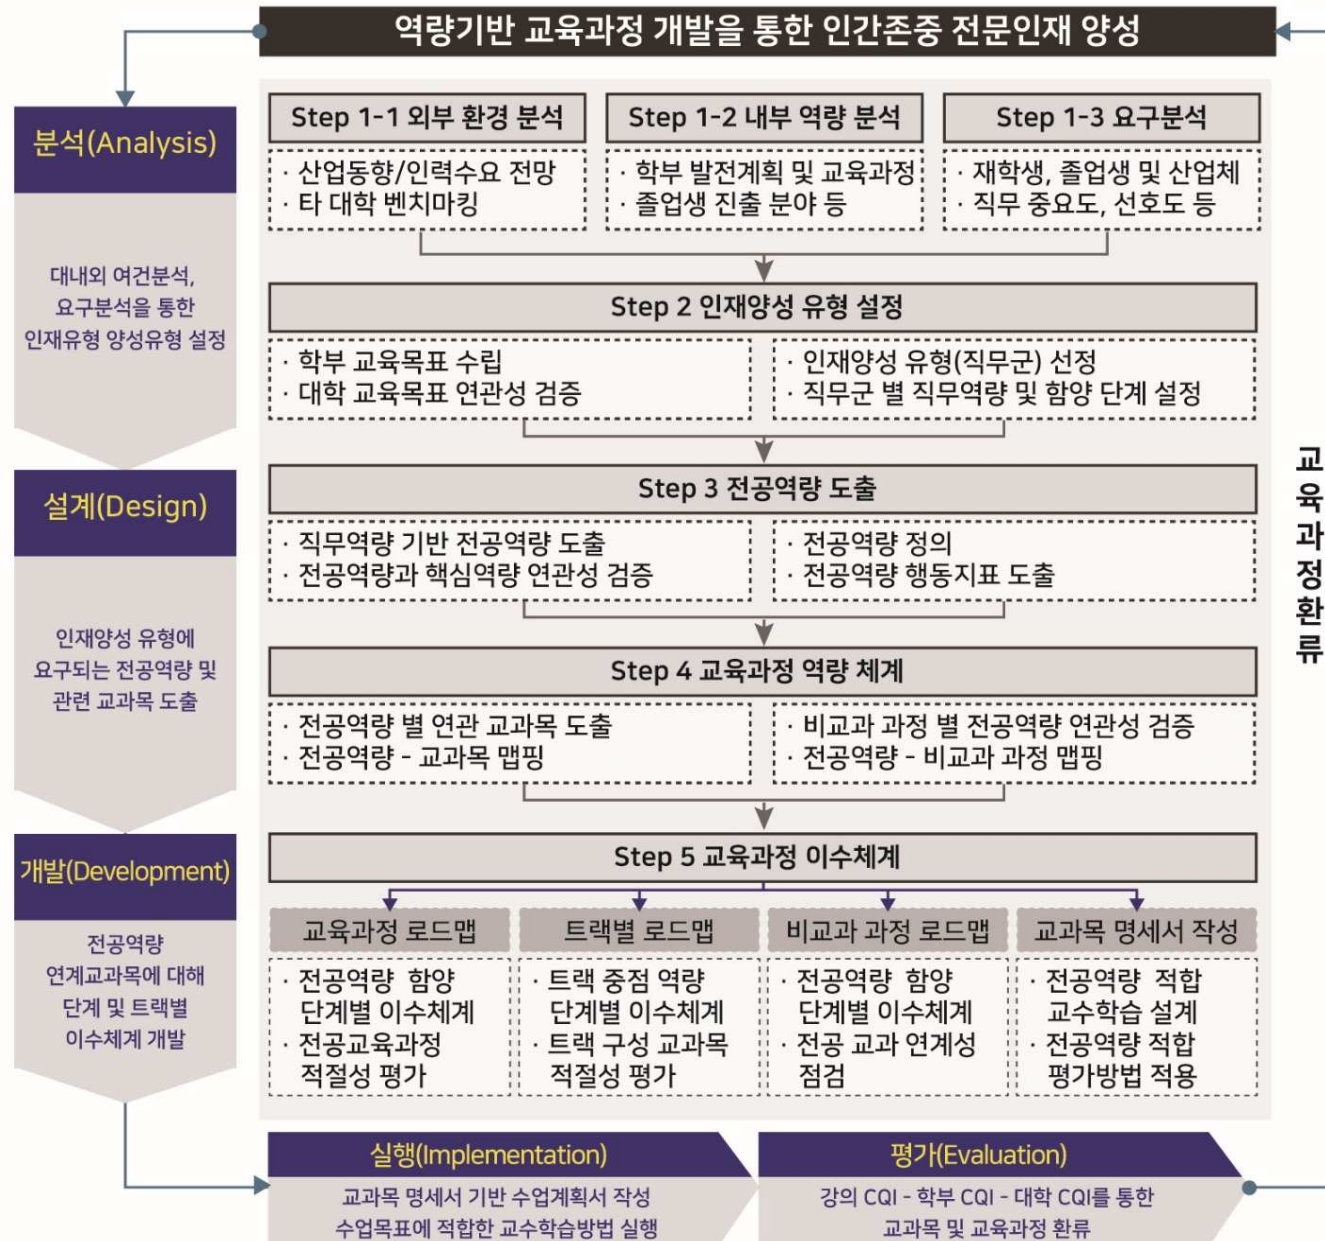 역량기반 교육과정 개발을 통한 인간존중 전문인재 양성
분석(Analysis)
대내외 여건분석,
요구분석을 통한
인재유형 양성유형 설정
Step 1-1 외부 환경 분석
· 산업동향/인력수요 전망
· 타 대학 벤치마킹
Step 1-2 내부 역량 분석
· 학부 발전계획 및 교육과정
· 졸업생 진출 분야 등
Step 1-3 요구분석
· 재학생, 졸업생 및 산업체
· 직무 중요도, 선호도 등
Step 2 인재양성 유형 설정
· 학부 교육목표 수립
· 대학 교육목표 연관성 검증
· 인재양성 유형(직무군) 선정
· 직무군 별 직무역량 및 함양 단계 설정
설계(Design)
인재양성 유형에
요구되는 전공역량 및
관련 교과목 도출
Step 3 전공역량 도출
· 직무역량 기반 전공역량 도출
· 전공역량과 핵심역량 연관성 검증
· 전공역량 정의
· 전공역량 행동지표 도출
Step 4 교육과정 역량 체계
· 전공역량 별 연관 교과목 도출
· 전공역량 - 교과목 맵핑
· 비교과 과정 별 전공역량 연관성 검증
· 전공역량 - 비교과 과정 맵핑
개발(Development)
전공역량
연계교과목에 대해
단계 및 트랙별
이수체계 개발
Step 5 교육과정 이수체계
교육과정 로드맵
· 전공역량 함양
단계별 이수체계
· 전공교육과정
적절성 평가
트랙별 로드맵
· 트랙 중점 역량
단계별 이수체계
· 트랙 구성 교과목
적절성 평가
비교과 과정 로드맵
· 전공역량 함양
단계별 이수체계
· 전공 교과 연계성
점검
교과목 명세서 작성
· 전공역량 적합
교수학습 설계
· 전공역량 적합
평가방법 적용
실행(Implementation)
교과목 명세서 기반 수업계획서 작성
수업목표에 적합한 교수학습방법 실행
평가(Evaluation)
강의 CQI - 학부 CQI - 대학 CQI를 통한
교과목 및 교육과정 환류
교육과정환류